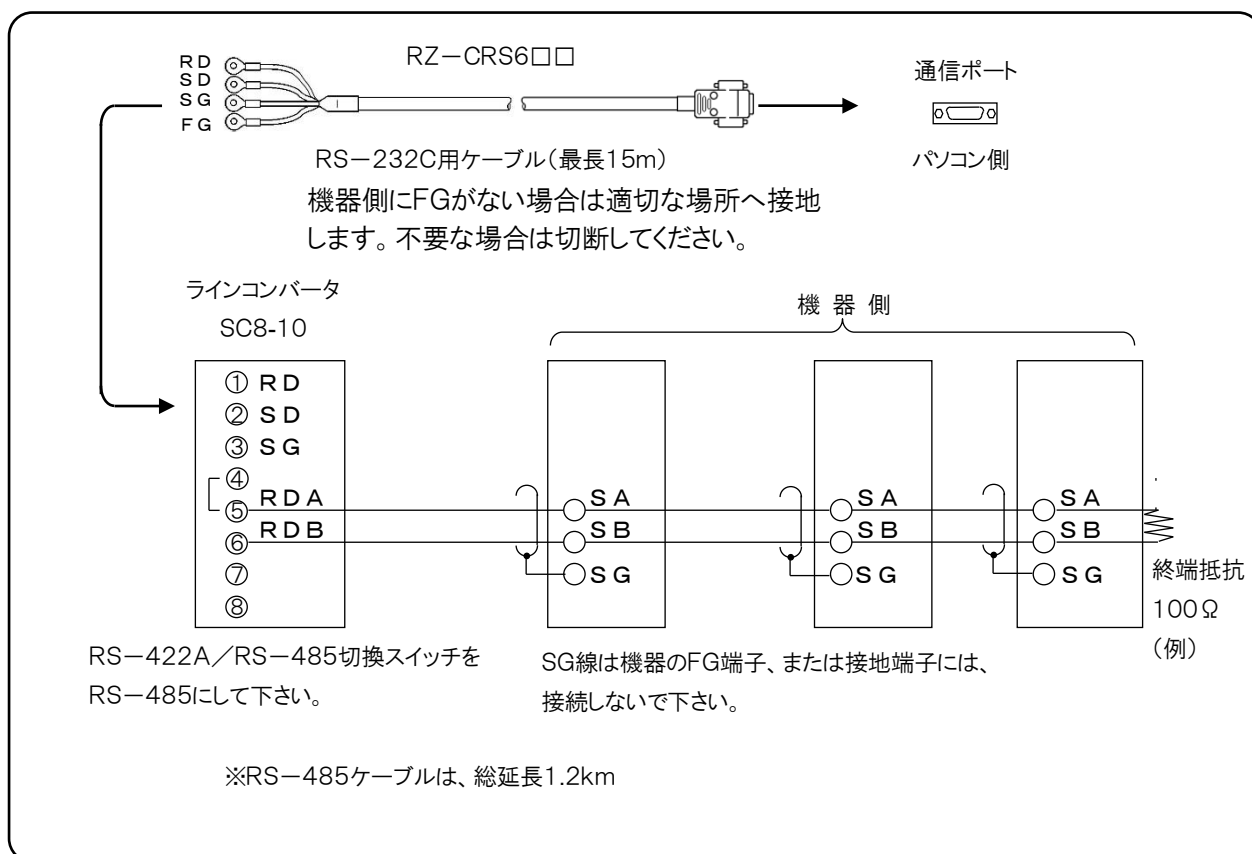 RZ－CRS6□□
RD
SD
SG
FG
通信ポート
パソコン側
RS－232C用ケーブル（最長15m）
機器側にFGがない場合は適切な場所へ接地
します。不要な場合は切断してください。
ラインコンバータ
SC8-10
機 器 側
① RD
② SD
③ SG
④
⑤ RDA
⑥ RDB
⑦
⑧
SA
SB
SG
SA
SB
SG
SA
SB
SG
終端抵抗
100Ω
（例）
RS－422A／RS－485切換スイッチを
RS－485にして下さい。
SG線は機器のFG端子、または接地端子には、
接続しないで下さい。
※RS－485ケーブルは、総延長1.2km